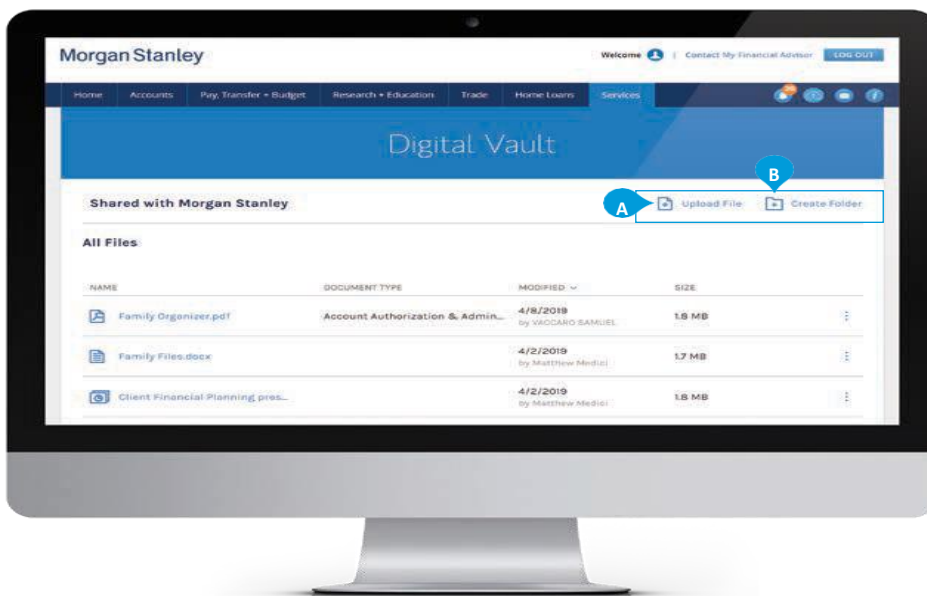 Morgan Stanley
Welcome | Contact My Financial Advisor LOG OUT
Home Accounts Pay, Transfer + Budget Research + Education Trade Home Loans Services
Digital Vault
B
Shared with Morgan Stanley A Upload File Create Folder
All Files
NAME DOCUMENT TYPE MODIFIED SIZE
Family Organizer.pdf Account Authorization & Admin... 4/8/2019 1.8 MB
by VACCARO SAMUEL
Family Files.docx 4/2/2019 1.7 MB
by Matthew Medici
Client Financial Planning pres... 4/2/2019 1.8 MB
by Matthew Medici